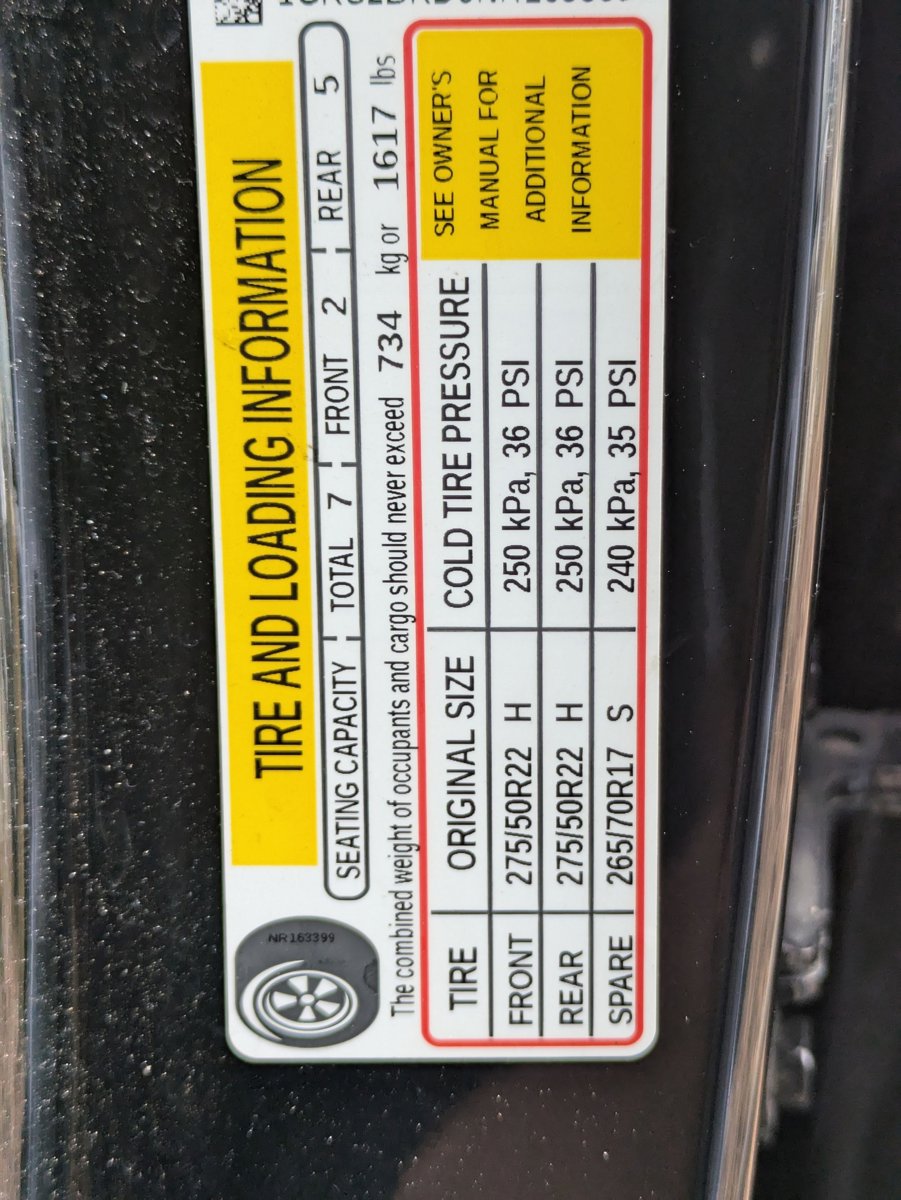 TIRE AND LOADING INFORMATION
SEATING CAPACITY TOTAL 7 FRONT 2 REAR 5
The combined weight of occupants and cargo should never exceed 734 kg or 1617 lbs
NR163399
TIRE ORIGINAL SIZE COLD TIRE PRESSURE
FRONT 275/50R22 H 250 kPa, 36 PSI
REAR 275/50R22 H 250 kPa, 36 PSI
SPARE 265/70R17 S 240 kPa, 35 PSI
SEE OWNER'S
MANUAL FOR
ADDITIONAL
INFORMATION